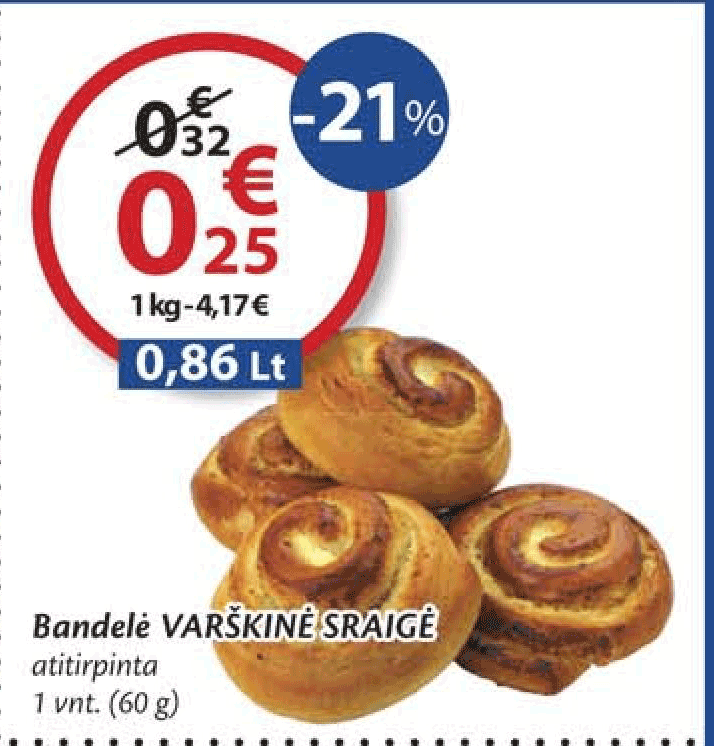 -21%
0 32 €
0 25 €
1 kg-4,17 €
0,86 Lt
Bandelė VARŠKINĖ SRAIGĖ
atitirpinta
1 vnt. (60 g)